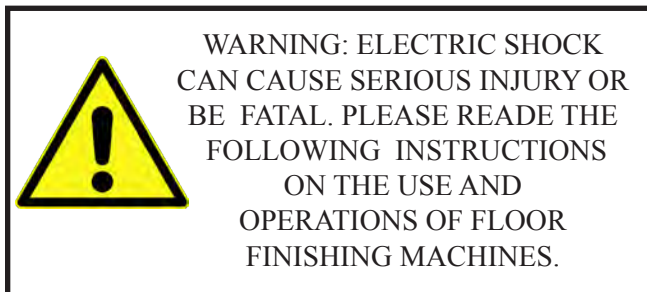 WARNING: ELECTRIC SHOCK
CAN CAUSE SERIOUS INJURY OR
BE FATAL. PLEASE READE THE
FOLLOWING INSTRUCTIONS
ON THE USE AND
OPERATIONS OF FLOOR
FINISHING MACHINES.